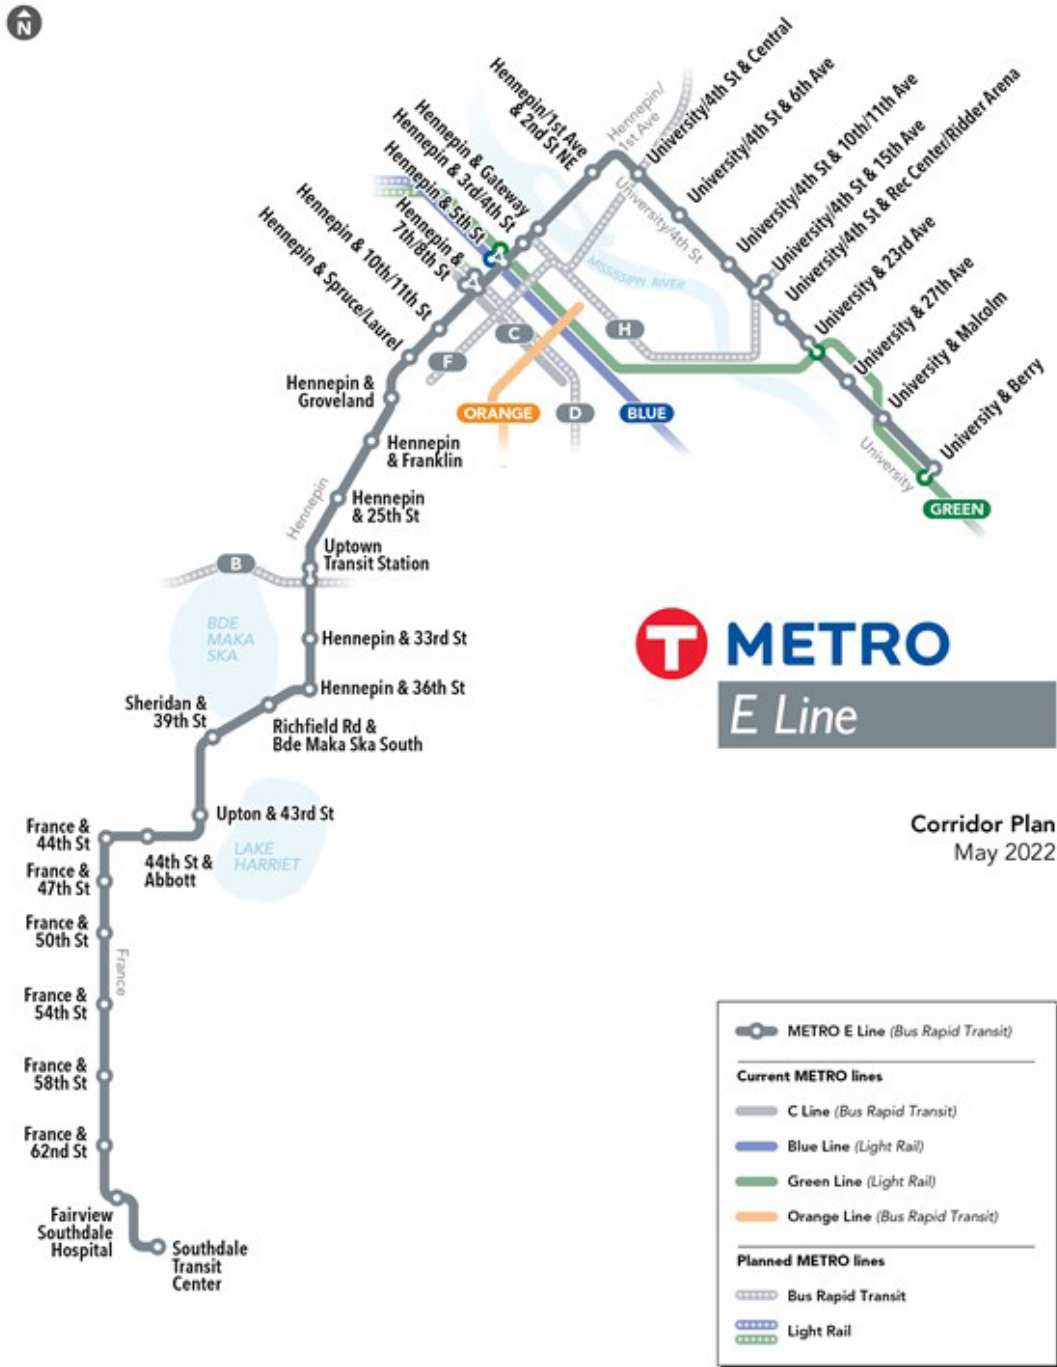 N
Hennepin/1st Ave
& 2nd St NE
Hennepin/
1st Ave
University/4th St & Central
University/4th St & 6th Ave
University/4th St & 10th/11th Ave
University/4th St & 15th Ave
University/4th St & Rec Center/Ridder Arena
University & 23rd Ave
University & 27th Ave
University & Malcolm
University & Berry
University/4th St
University
Hennepin & Gateway
Hennepin & 3rd/4th St
Hennepin & 5th St
Hennepin &
7th/8th St
Hennepin & 10th/11th St
Hennepin & Spruce/Laurel
MISSISSIPPI RIVER
C
H
F
ORANGE
D
BLUE
GREEN
Hennepin &
Groveland
Hennepin
& Franklin
Hennepin
Hennepin
& 25th St
Uptown
Transit Station
B
BDE
MAKA
SKA
Hennepin & 33rd St
Hennepin & 36th St
Sheridan &
39th St
Richfield Rd &
Bde Maka Ska South
Upton & 43rd St
LAKE
HARRIET
France &
44th St
44th St &
Abbott
France &
47th St
France &
50th St
France
France &
54th St
France &
58th St
France &
62nd St
Fairview
Southdale
Hospital
Southdale
Transit
Center
T METRO
E Line
Corridor Plan
May 2022
METRO E Line (Bus Rapid Transit)
Current METRO lines
C Line (Bus Rapid Transit)
Blue Line (Light Rail)
Green Line (Light Rail)
Orange Line (Bus Rapid Transit)
Planned METRO lines
Bus Rapid Transit
Light Rail